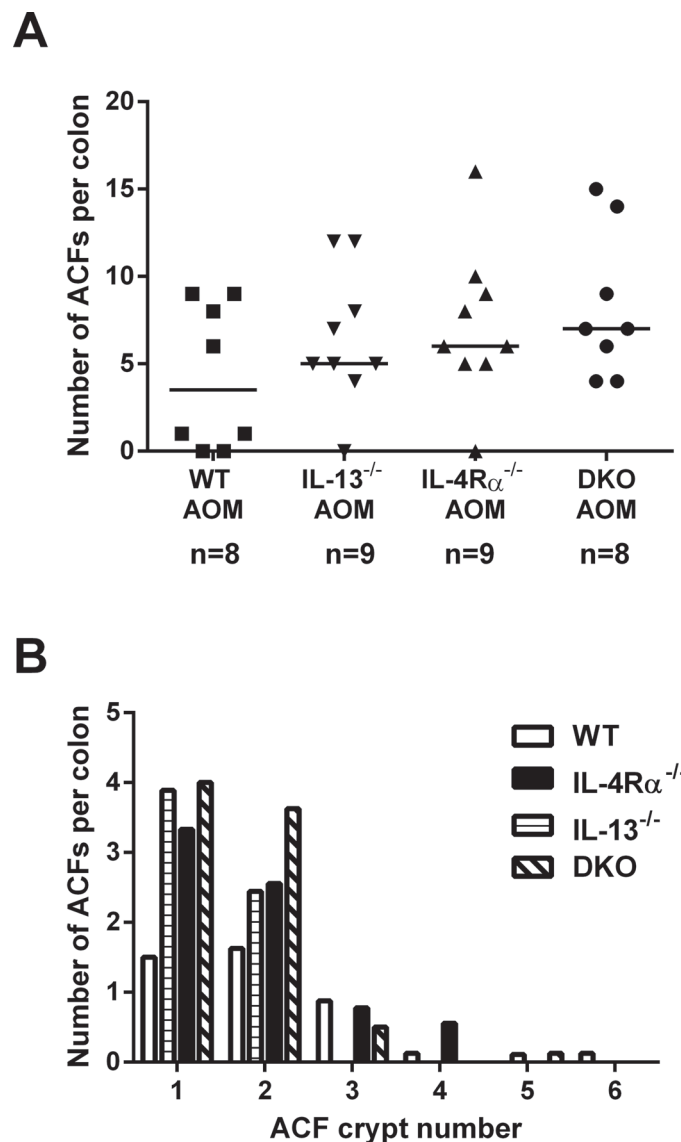 A
Number of ACFs per colon
20
15
10
5
0
WT
AOM
n=8
IL-13-/-
AOM
n=9
IL-4Rα-/-
AOM
n=9
DKO
AOM
n=8
B
Number of ACFs per colon
5
4
3
2
1
0
WT
IL-4Rα-/-
IL-13-/-
DKO
1 2 3 4 5 6
ACF crypt number